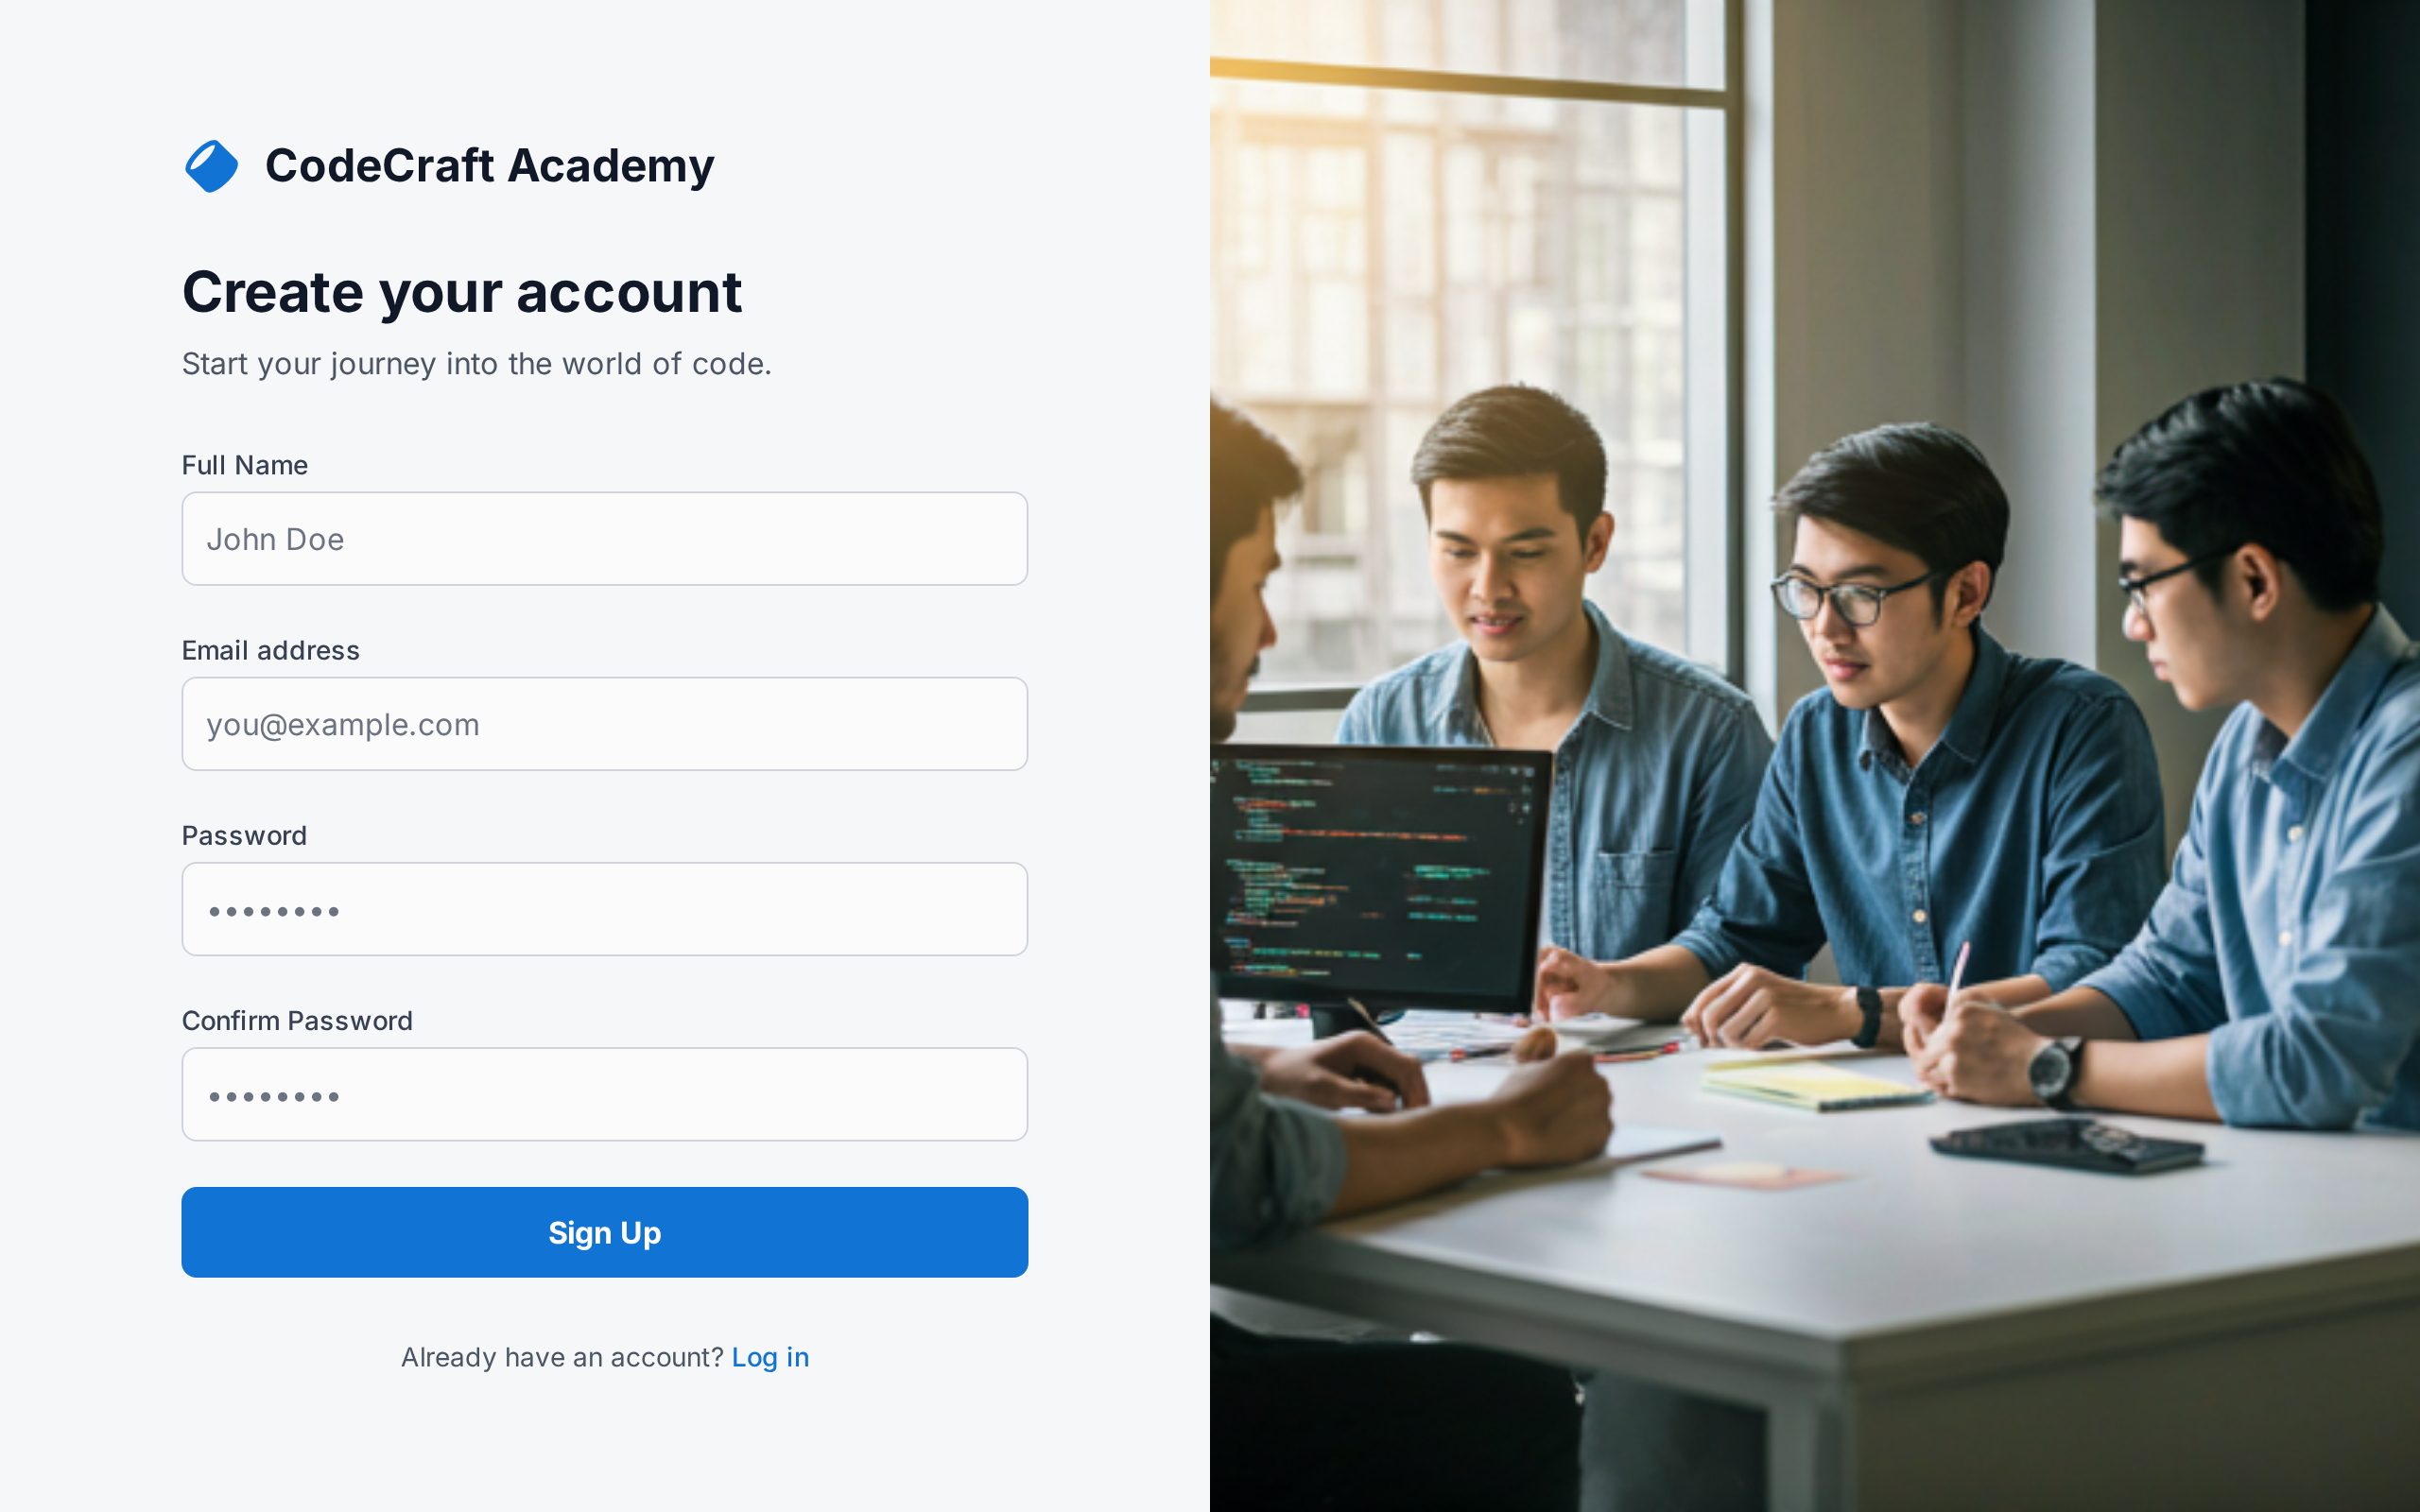 CodeCraft Academy
Create your account
Start your journey into the world of code.
Full Name
John Doe
Email address
you@example.com
Password
••••••••
Confirm Password
••••••••
Sign Up
Already have an account? Log in